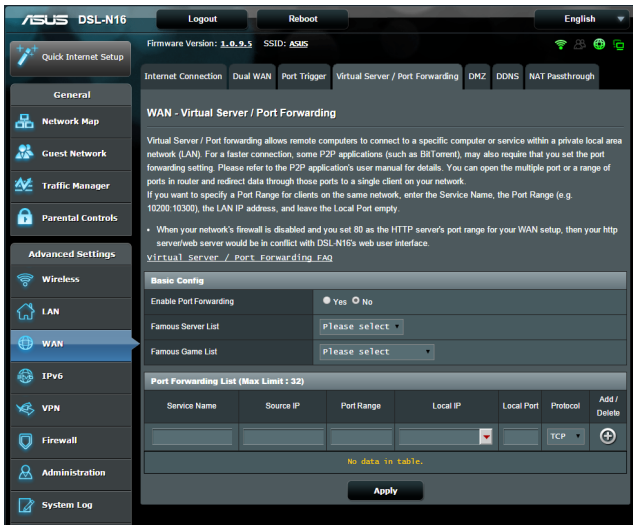 ASUS DSL-N16
Logout
Reboot
English
Quick Internet Setup
General
Network Map
Guest Network
Traffic Manager
Parental Controls
Advanced Settings
Wireless
LAN
WAN
IPv6
VPN
Firewall
Administration
System Log
Firmware Version: 1.0.9.5 SSID: ASUS
Internet Connection
Dual WAN
Port Trigger
Virtual Server / Port Forwarding
DMZ
DDNS
NAT Passthrough
WAN - Virtual Server / Port Forwarding
Virtual Server / Port forwarding allows remote computers to connect to a specific computer or service within a private local area
network (LAN). For a faster connection, some P2P applications (such as BitTorrent), may also require that you set the port
forwarding setting. Please refer to the P2P application's user manual for details. You can open the multiple port or a range of
ports in router and redirect data through those ports to a single client on your network.
If you want to specify a Port Range for clients on the same network, enter the Service Name, the Port Range (e.g.
10200:10300), the LAN IP address, and leave the Local Port empty.
• When your network's firewall is disabled and you set 80 as the HTTP server's port range for your WAN setup, then your http
server/web server would be in conflict with DSL-N16's web user interface.
Virtual Server / Port Forwarding FAQ
Basic Config
Enable Port Forwarding
Yes No
Famous Server List
Please select
Famous Game List
Please select
Port Forwarding List (Max Limit : 32)
Service Name
Source IP
Port Range
Local IP
Local Port
Protocol
Add /
Delete
TCP
No data in table.
Apply